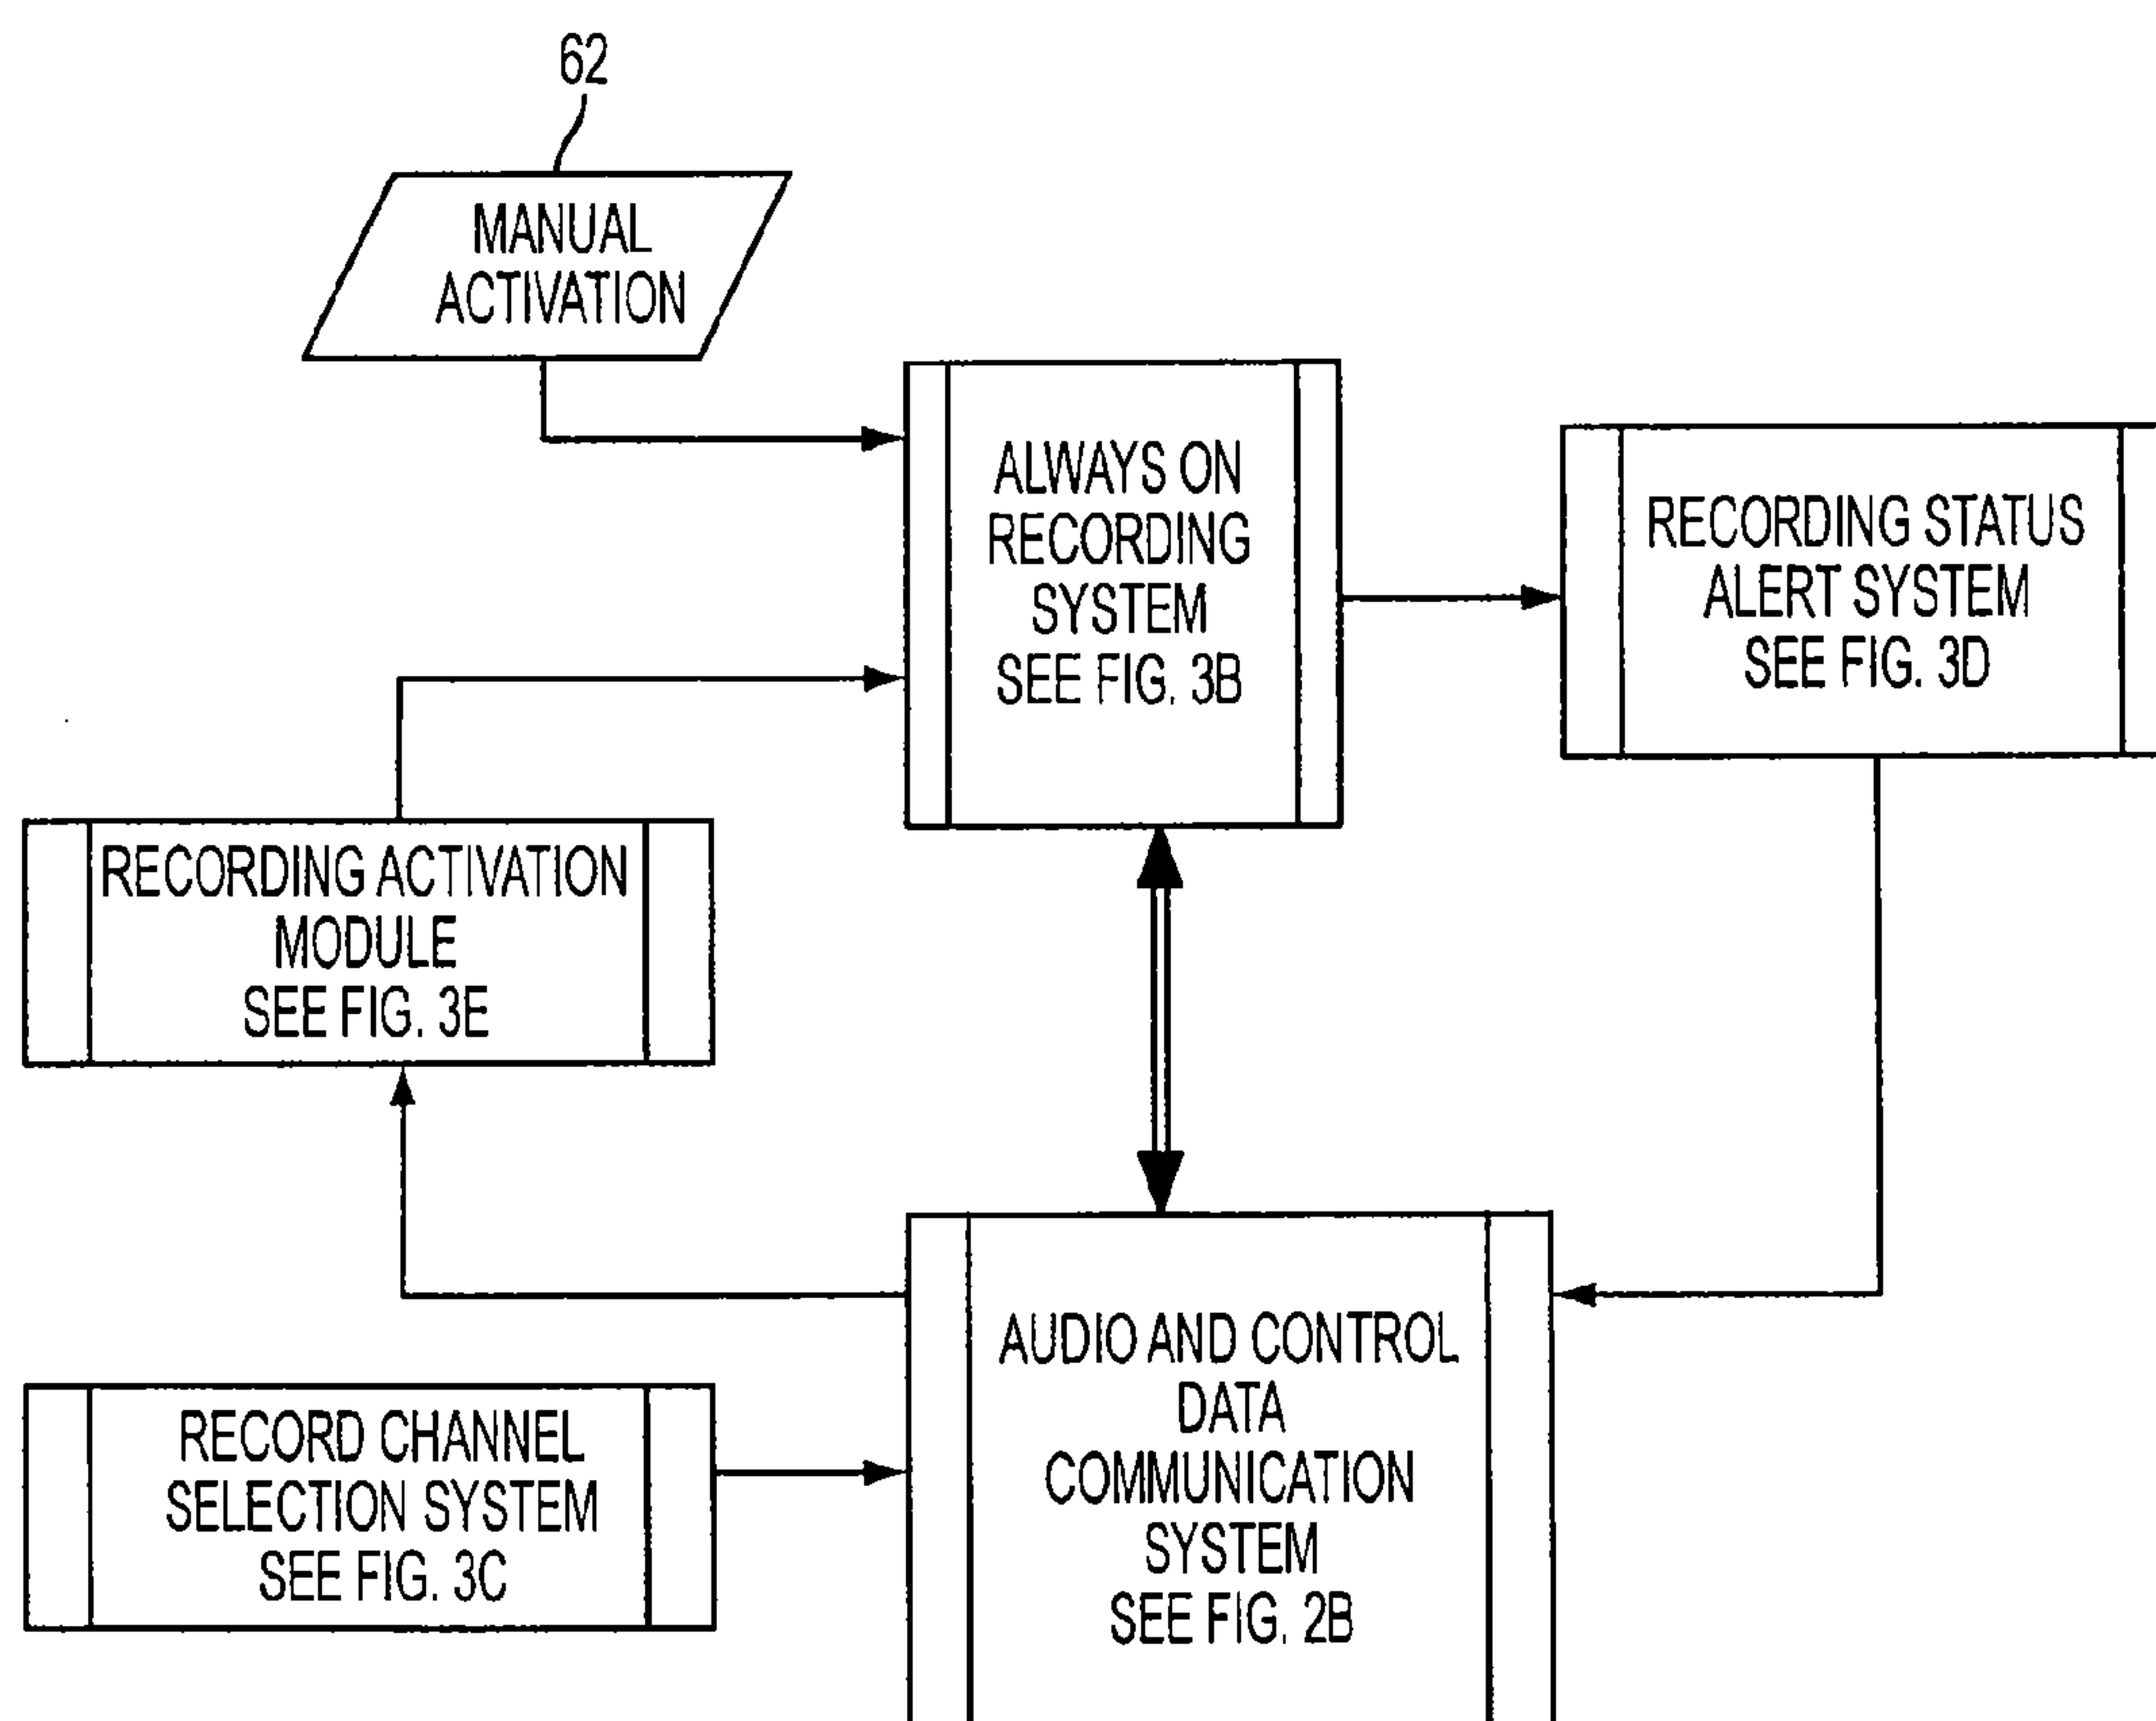 62
MANUAL
ACTIVATION
ALWAYS ON
RECORDING
SYSTEM
SEE FIG. 3B
RECORDING STATUS
ALERT SYSTEM
SEE FIG. 3D
RECORDING ACTIVATION
MODULE
SEE FIG. 3E
RECORD CHANNEL
SELECTION SYSTEM
SEE FIG. 3C
AUDIO AND CONTROL
DATA
COMMUNICATION
SYSTEM
SEE FIG. 2B